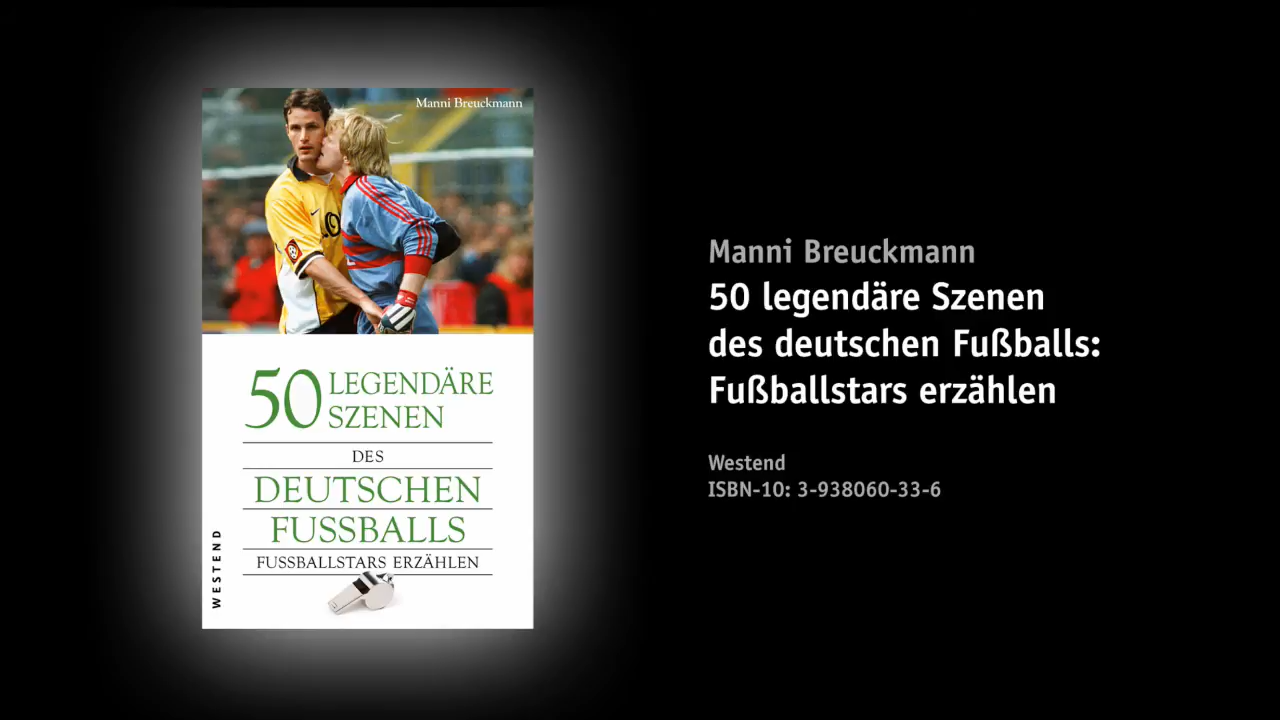 Manni Breuckmann
50 LEGENDÄRE
SZENEN
DES
DEUTSCHEN
FUSSBALLS
FUSSBALLSTARS ERZÄHLEN
WESTEND
Manni Breuckmann
50 legendäre Szenen
des deutschen Fußballs:
Fußballstars erzählen
Westend
ISBN-10: 3-938060-33-6